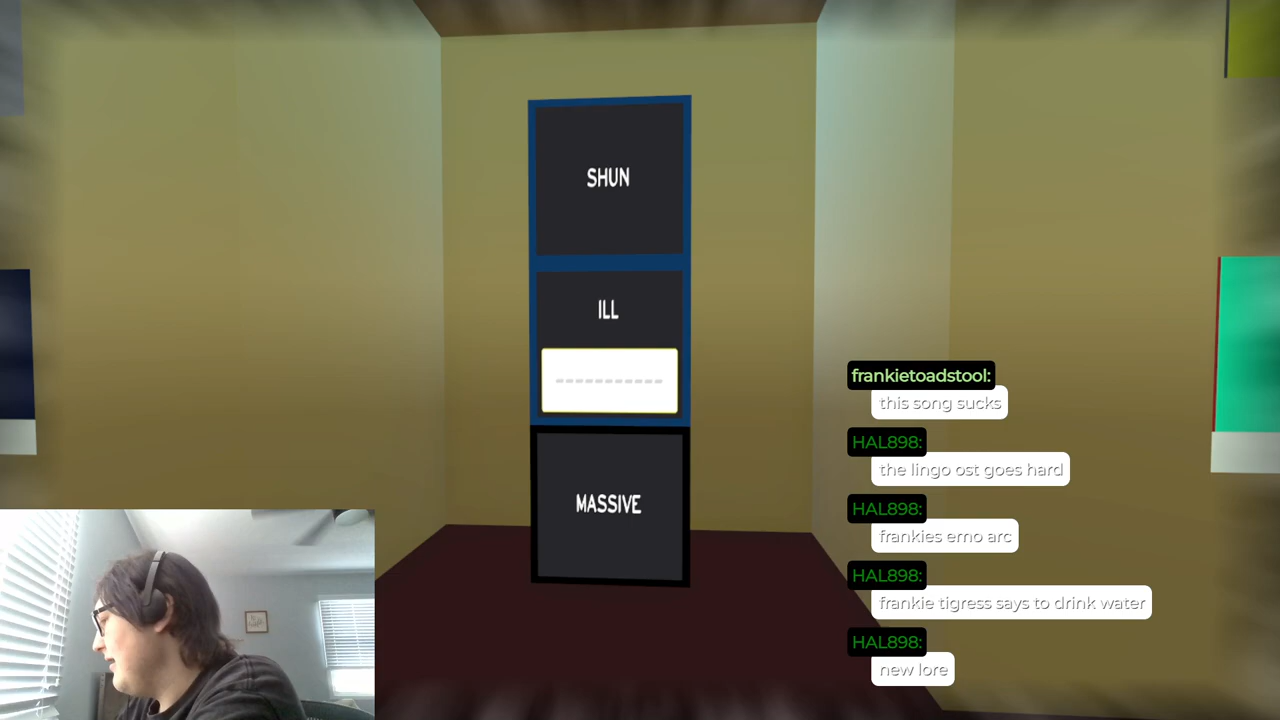 SHUN
ILL
MASSIVE
frankietoadstool:
this song sucks
HAL898:
the lingo ost goes hard
HAL898:
frankies emo arc
HAL898:
frankie tigress says to drink water
HAL898:
new lore